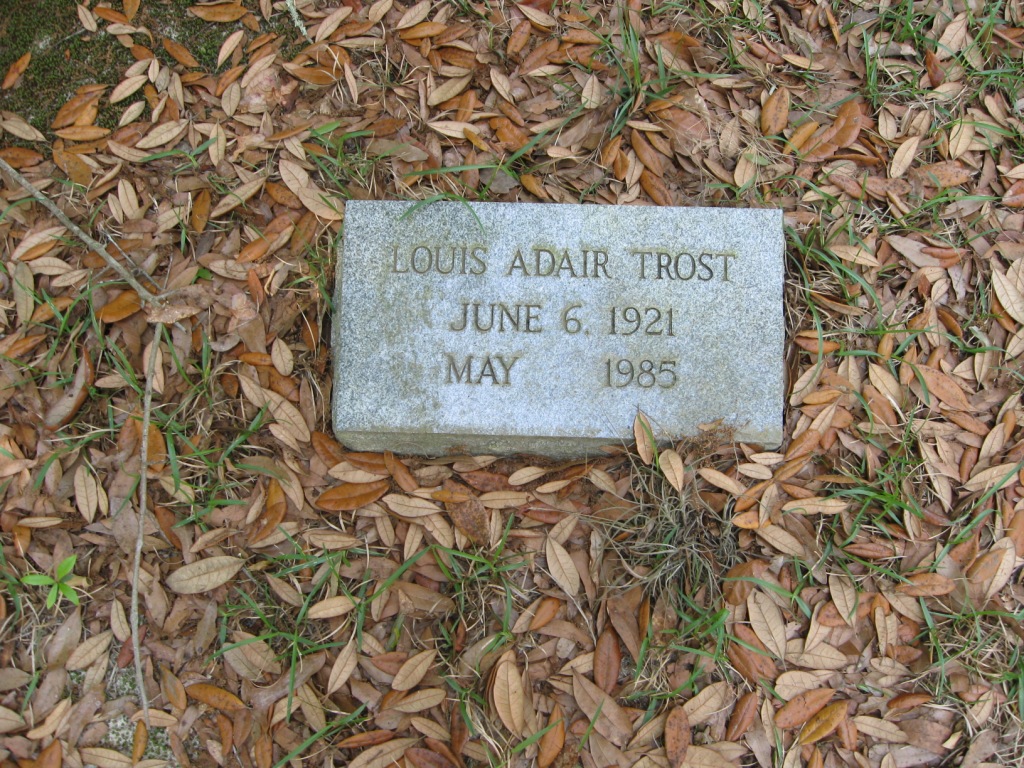 LOUIS ADAIR TROST
JUNE 6, 1921
MAY 1985